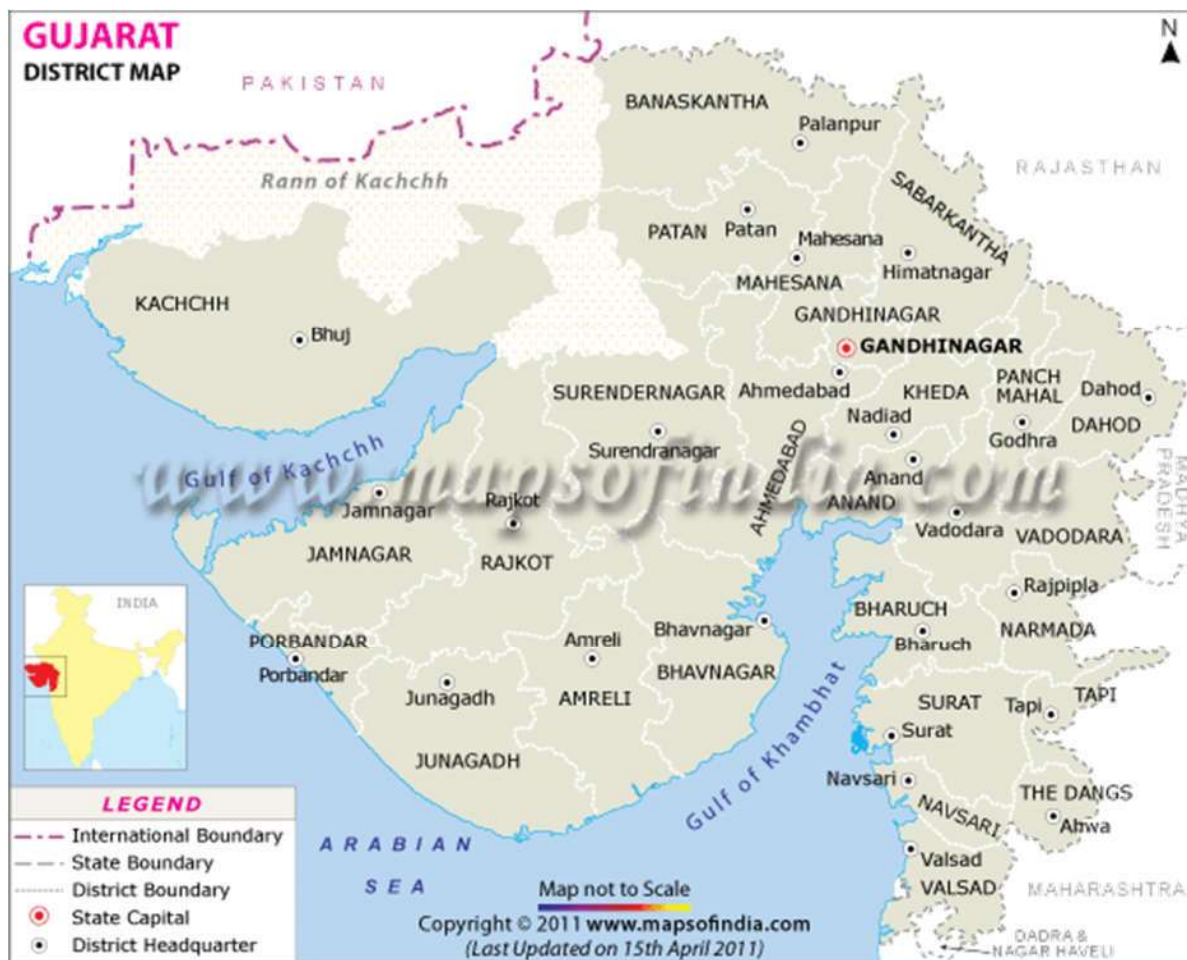 GUJARAT
DISTRICT MAP
N
PAKISTAN
BANASKANTHA
Palanpur
RAJASTHAN
Rann of Kachchh
SABARKANTHA
PATAN
Patan
Mahesana
Himatnagar
MAHESANA
KACHCHH
GANDHINAGAR
Bhuj
GANDHINAGAR
SURENDERNAGAR
Ahmedabad
KHEDA
PANCH
MAHAL
Dahod
DAHOD
Nadiad
Godhra
Surendranagar
AHMEDABAD
Gulf of Kachchh
www.mapsofindia.com
Anand
ANAND
MADHYA
PRADESH
Jamnagar
Rajkot
Vadodara
VADODARA
JAMNAGAR
RAJKOT
Rajpipla
INDIA
BHARUCH
Bharuch
NARMADA
PORBANDAR
Porbandar
Amreli
Bhavnagar
BHAVNAGAR
Junagadh
AMRELI
SURAT
Tapi
TAPI
Surat
JUNAGADH
Gulf of Khambhat
Navsari
NAVSARI
THE DANGS
Ahwa
LEGEND
International Boundary
State Boundary
District Boundary
State Capital
District Headquarter
ARABIAN
SEA
Valsad
VALSAD
MAHARASHTRA
Map not to Scale
Copyright © 2011 www.mapsofindia.com
(Last Updated on 15th April 2011)
DADRA &
NAGAR HAVELI